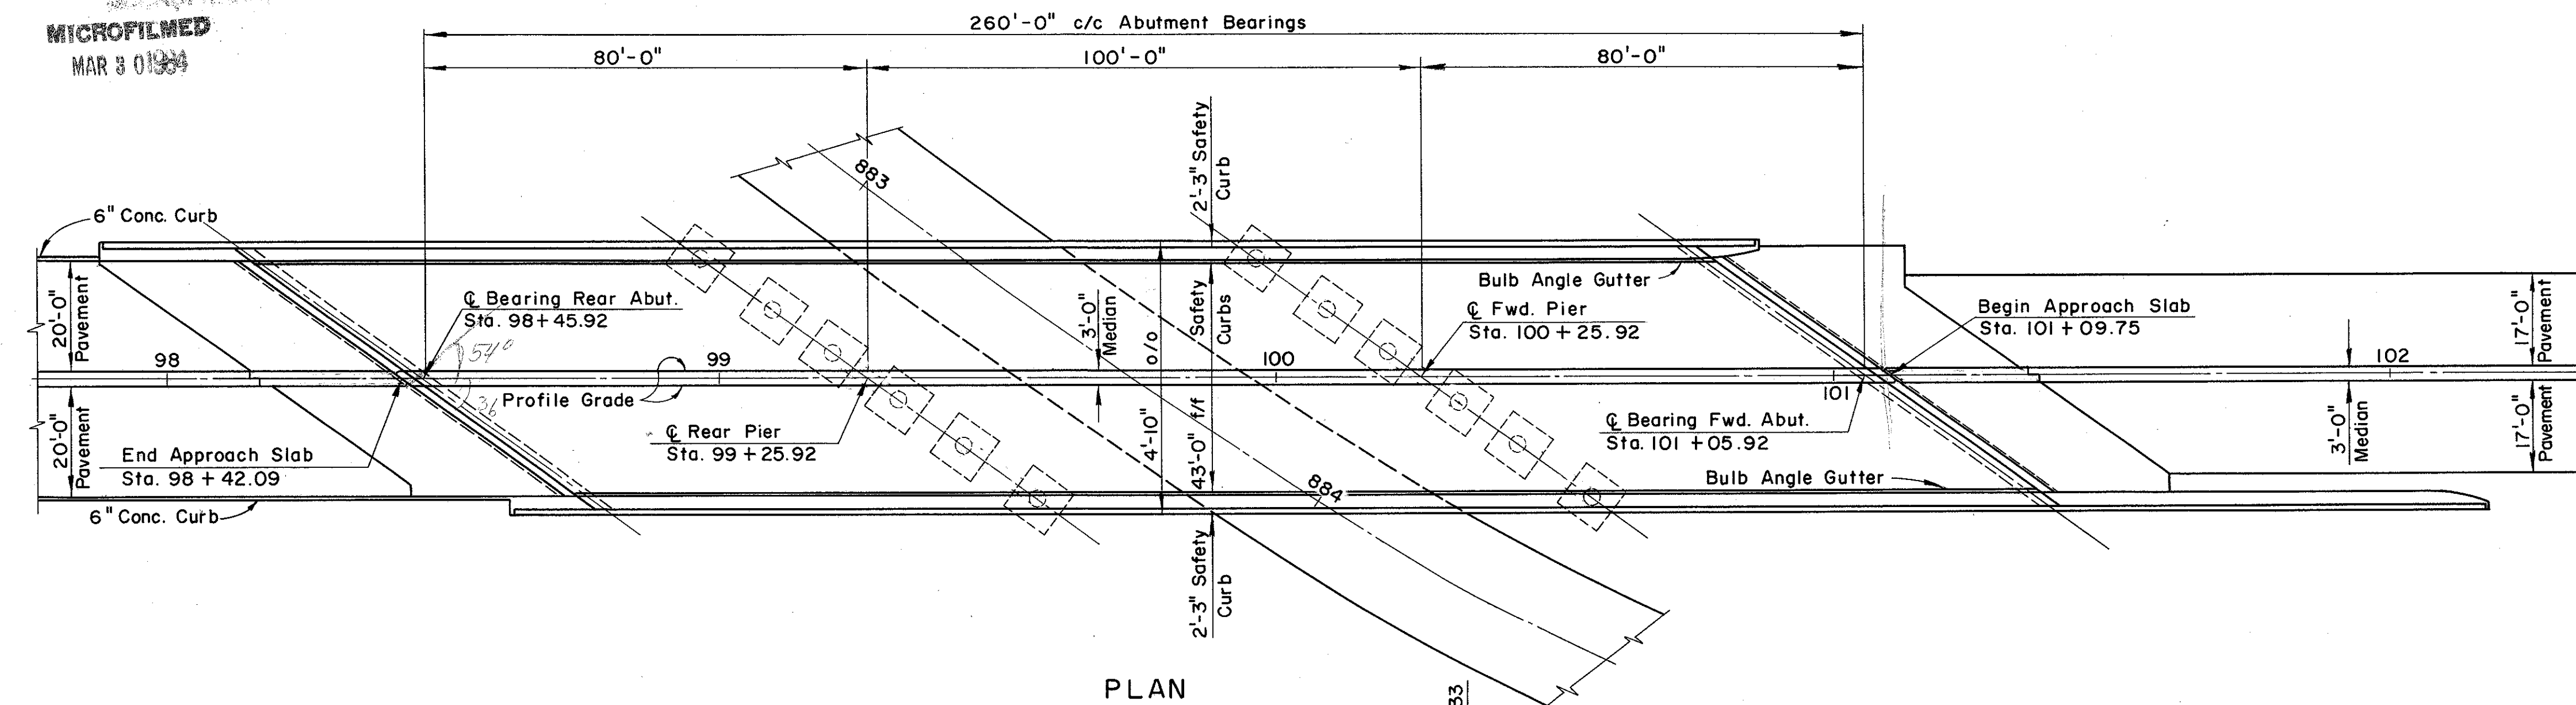 MICROFILMED
MAR 3 0 1984
260'-0" c/c Abutment Bearings
80'-0"
100'-0"
80'-0"
2'-3" Safety
Curb
883
6" Conc. Curb
20'-0"
Pavement
℄ Bearing Rear Abut.
Sta. 98+45.92
54°
3'-0"
Median
o/o
Safety
Curbs
Bulb Angle Gutter
℄ Fwd. Pier
Sta. 100 + 25.92
Begin Approach Slab
Sta. 101 + 09.75
17'-0"
Pavement
98
99
100
101
102
36
Profile Grade
20'-0"
Pavement
End Approach Slab
Sta. 98 + 42.09
℄ Rear Pier
Sta. 99 + 25.92
4'-10"
43'-0" f/f
℄ Bearing Fwd. Abut.
Sta. 101 + 05.92
3'-0"
Median
17'-0"
Pavement
Bulb Angle Gutter
884
6" Conc. Curb
2'-3" Safety
Curb
PLAN
33